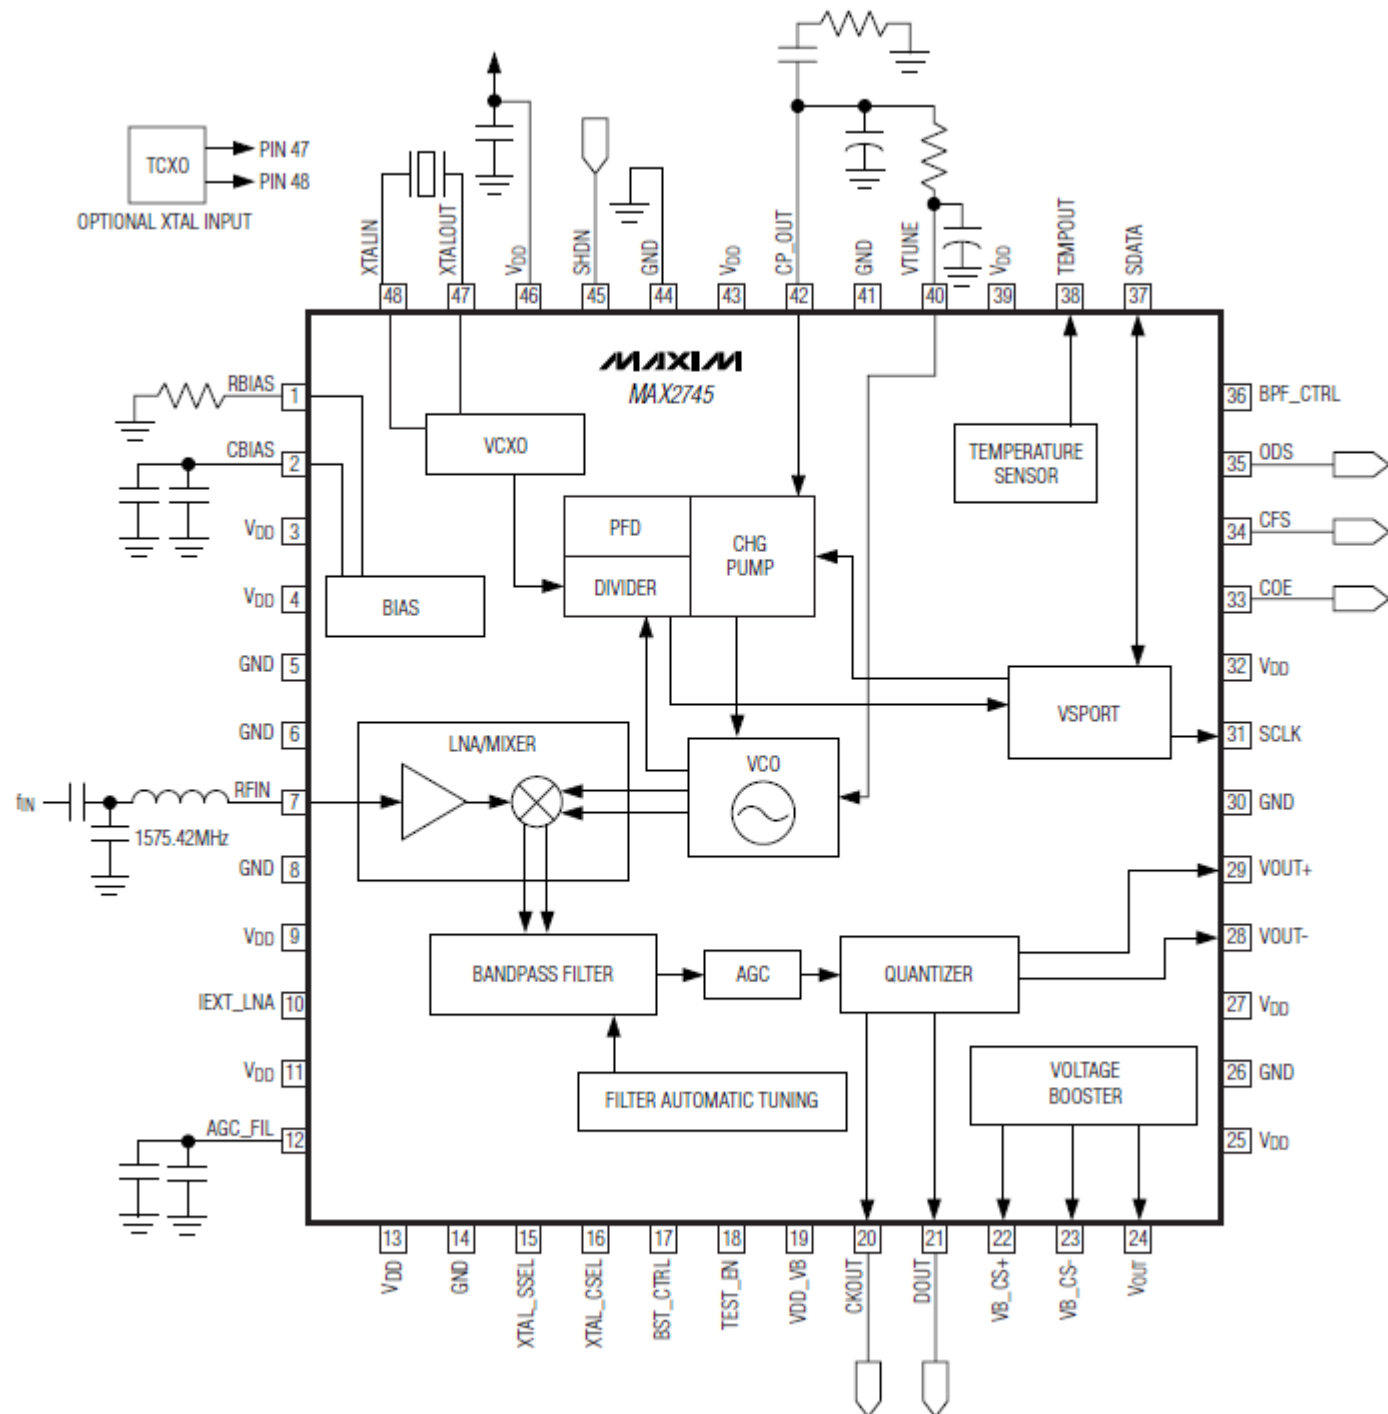 TCXO
PIN 47
PIN 48
OPTIONAL XTAL INPUT
XTALIN
XTALOUT
VDD
SHDN
GND
VDD
CP_OUT
GND
VTUNE
VDD
TEMPOUT
SDATA
48
47
46
45
44
43
42
41
40
39
38
37
MAXIM
MAX2745
RBIAS
1
CBIAS
2
VDD
3
VDD
4
GND
5
GND
6
fIN
1575.42MHz
RFIN
7
GND
8
VDD
9
IEXT_LNA
10
VDD
11
AGC_FIL
12
VCXO
PFD
DIVIDER
CHG
PUMP
TEMPERATURE
SENSOR
BIAS
VSPORT
LNA/MIXER
VCO
BANDPASS FILTER
AGC
QUANTIZER
FILTER AUTOMATIC TUNING
VOLTAGE
BOOSTER
36
BPF_CTRL
35
ODS
34
CFS
33
COE
32
VDD
31
SCLK
30
GND
29
VOUT+
28
VOUT-
27
VDD
26
GND
25
VDD
13
14
15
16
17
18
19
20
21
22
23
24
VDD
GND
XTAL_SSEL
XTAL_CSEL
BST_CTRL
TEST_EN
VDD_VB
CKOUT
DOUT
VB_CS+
VB_CS-
VOUT